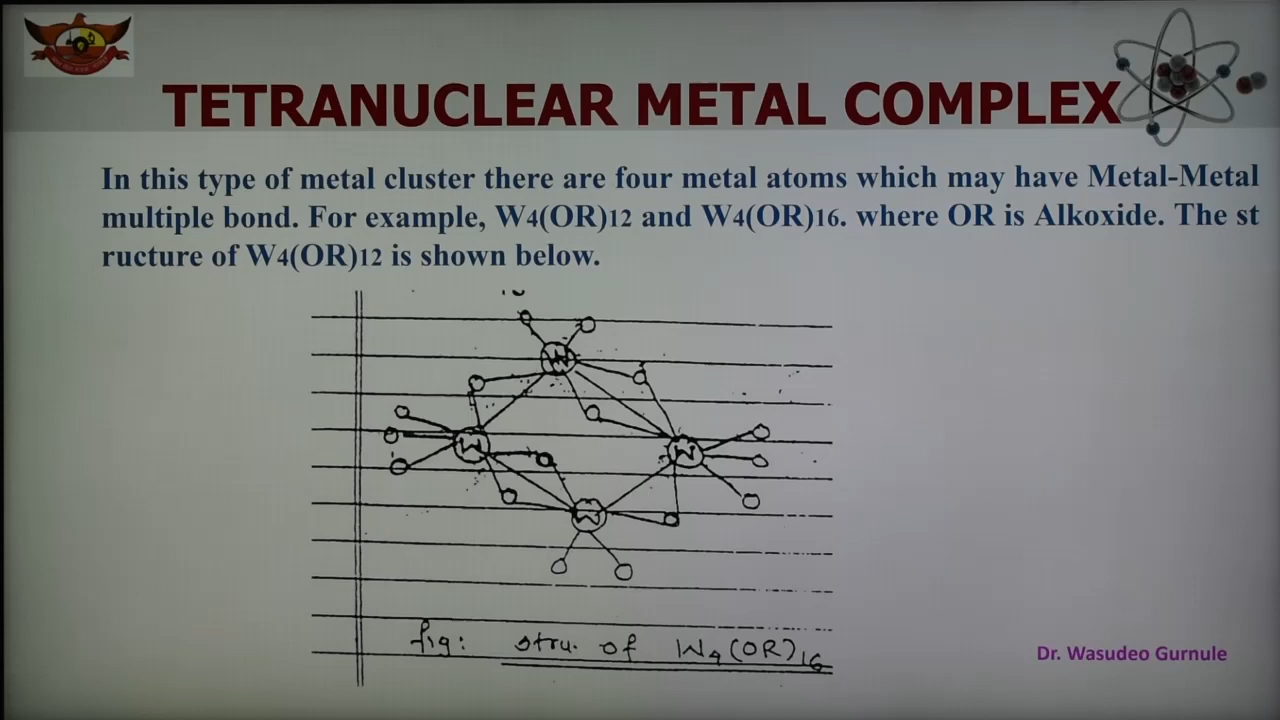 TETRANUCLEAR METAL COMPLEX
In this type of metal cluster there are four metal atoms which may have Metal-Metal
multiple bond. For example, W4(OR)12 and W4(OR)16. where OR is Alkoxide. The st
ructure of W4(OR)12 is shown below.
W
W
W
W
fig: stru. of W4(OR)16
Dr. Wasudeo Gurnule